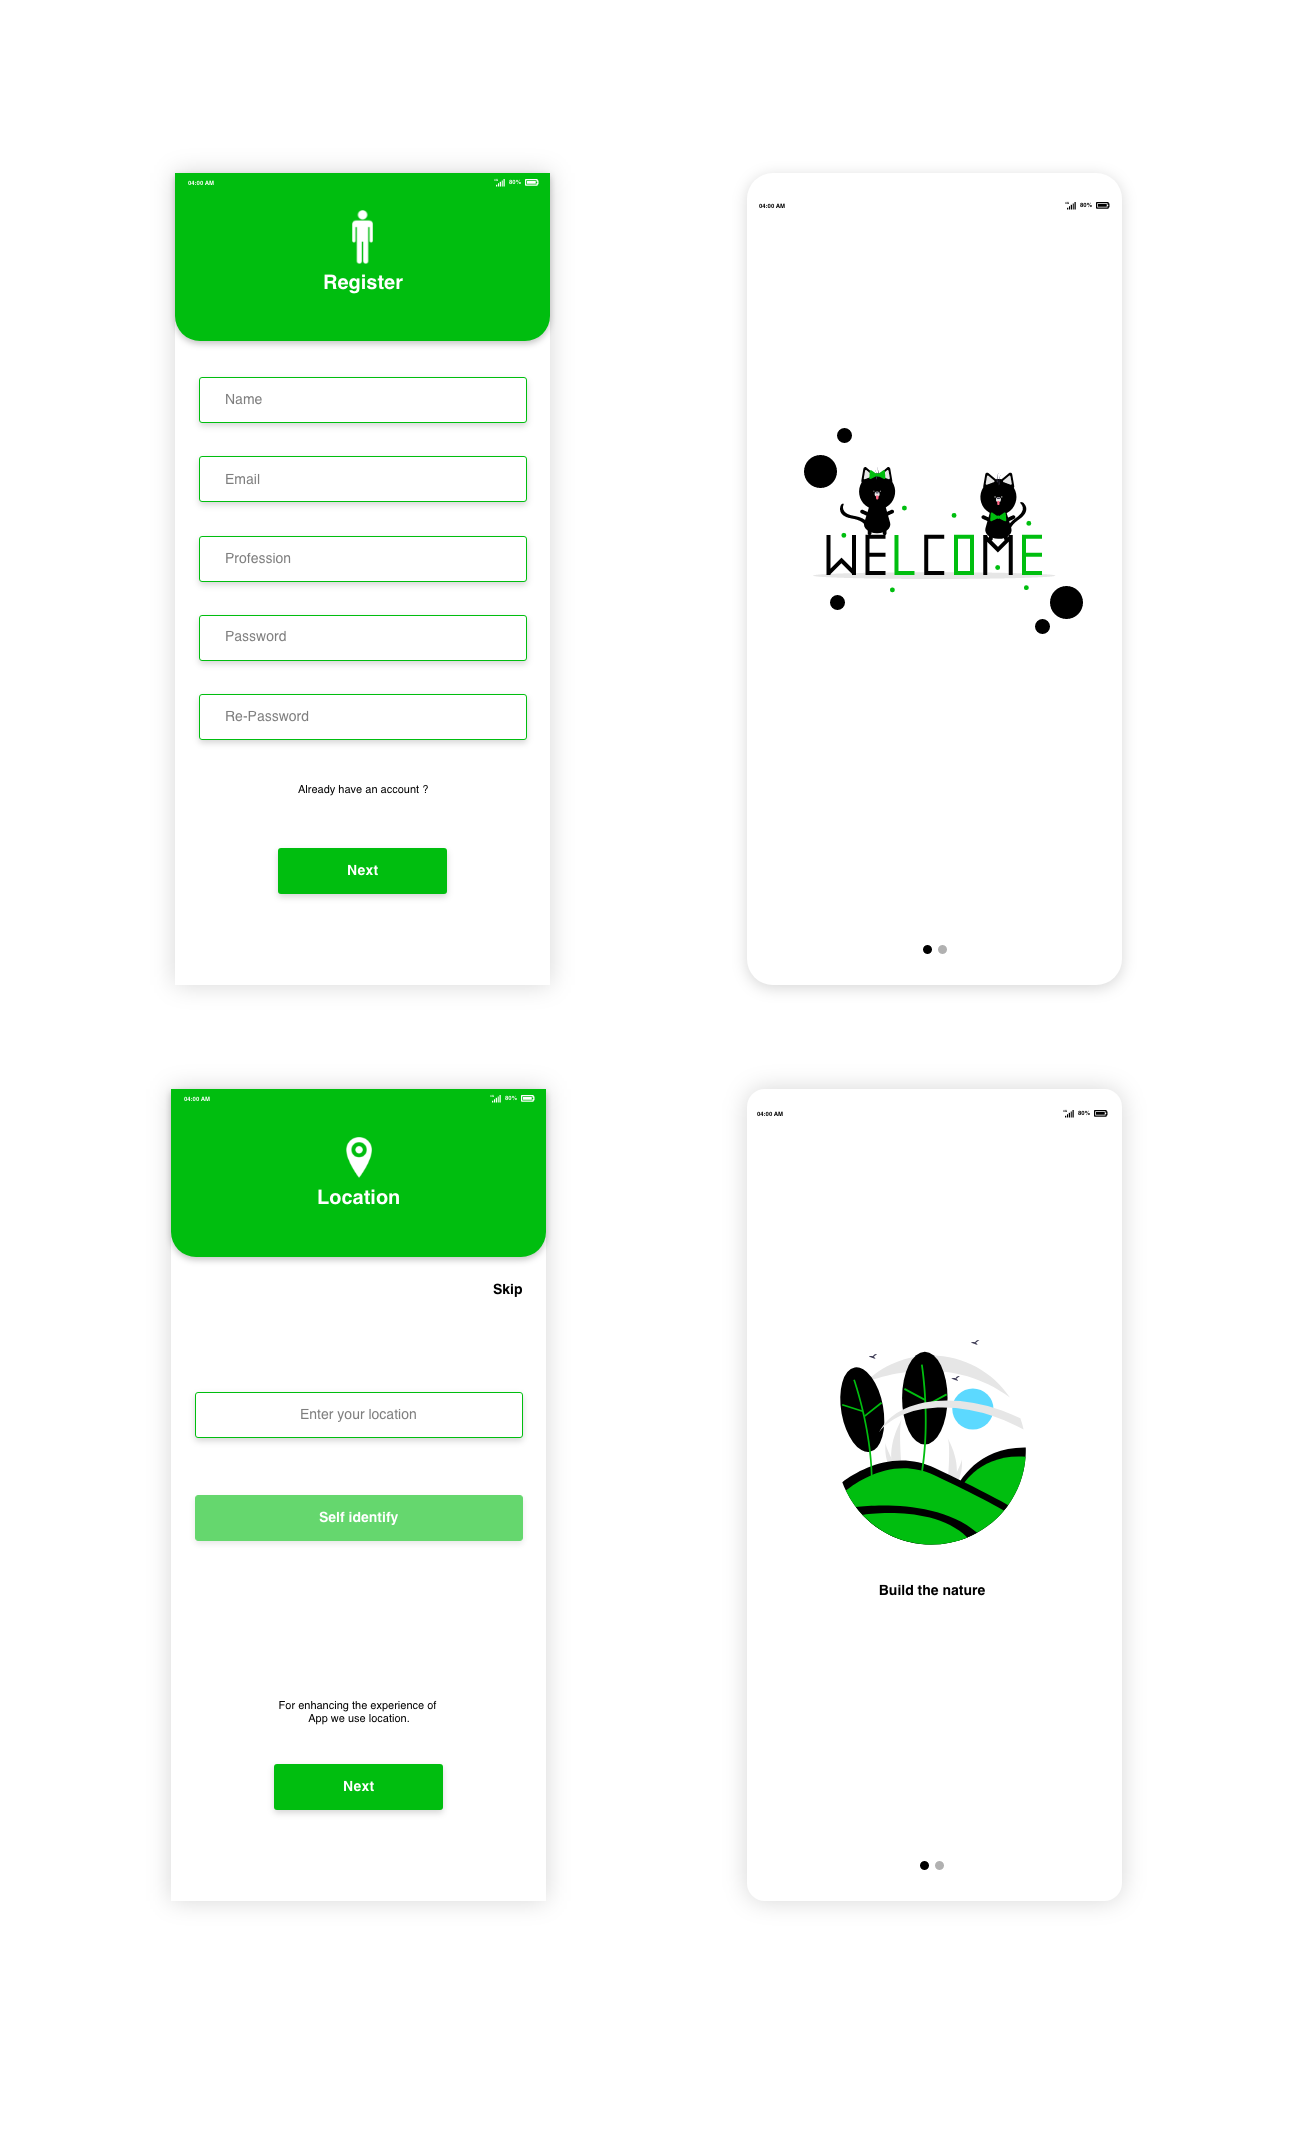 04:00 AM 80%
Register
Name
Email
Profession
Password
Re-Password
Already have an account ?
Next
04:00 AM 80%
WELCOME
04:00 AM 80%
Location
Skip
Enter your location
Self identify
For enhancing the experience of
App we use location.
Next
04:00 AM 80%
Build the nature